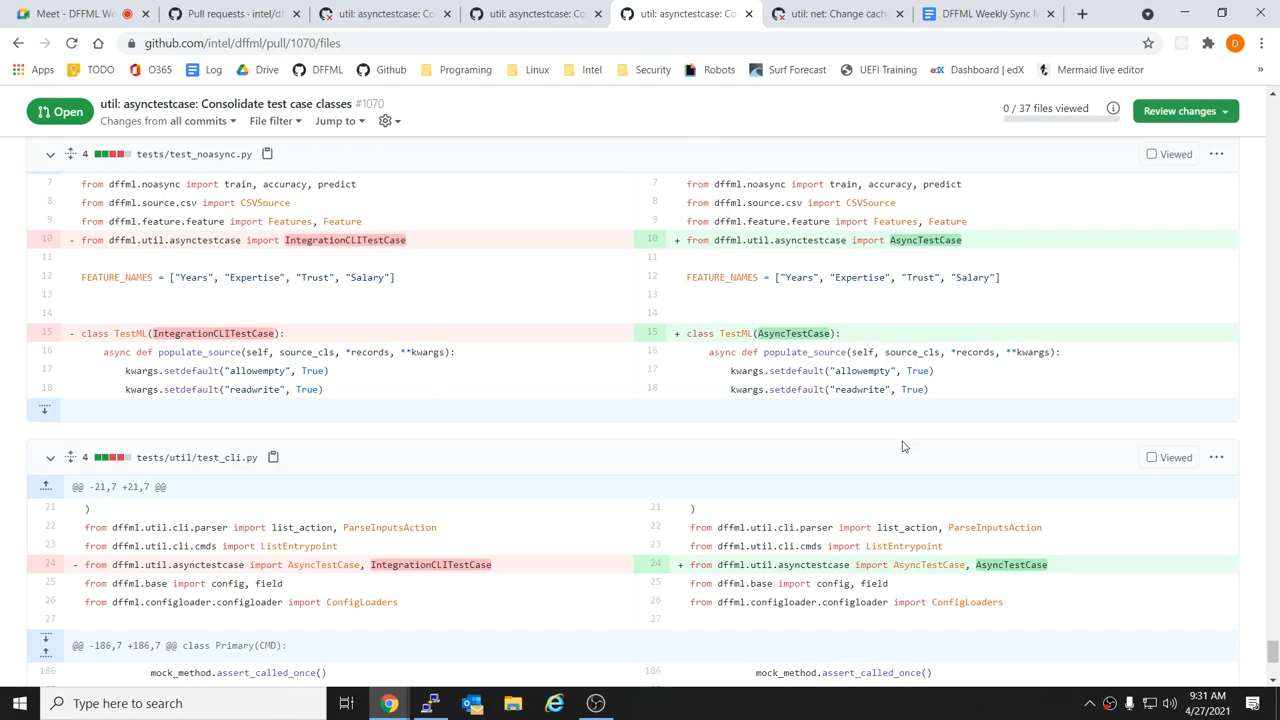 Meet - DFFML We
Pull requests · intel/df
util: asynctestcase: Co
util: asynctestcase: Co
util: asynctestcase: Co
util: net: Change cache
DFFML Weekly Sync M
github.com/intel/dffml/pull/1070/files
D
Apps
TODO
O365
Log
Drive
DFFML
Github
Programing
Linux
Intel
Security
Robots
Surf Forecast
UEFI Training
Dashboard | edX
Mermaid live editor
»
Open
util: asynctestcase: Consolidate test case classes #1070
Changes from all commits
File filter
Jump to
0 / 37 files viewed
Review changes
4 tests/test_noasync.py
Viewed
7 from dffml.noasync import train, accuracy, predict
8 from dffml.source.csv import CSVSource
9 from dffml.feature.feature import Features, Feature
10 - from dffml.util.asynctestcase import IntegrationCLITestCase
11
12 FEATURE_NAMES = ["Years", "Expertise", "Trust", "Salary"]
13
14
15 - class TestML(IntegrationCLITestCase):
16 async def populate_source(self, source_cls, *records, **kwargs):
17 kwargs.setdefault("allowempty", True)
18 kwargs.setdefault("readwrite", True)
7 from dffml.noasync import train, accuracy, predict
8 from dffml.source.csv import CSVSource
9 from dffml.feature.feature import Features, Feature
10 + from dffml.util.asynctestcase import AsyncTestCase
11
12 FEATURE_NAMES = ["Years", "Expertise", "Trust", "Salary"]
13
14
15 + class TestML(AsyncTestCase):
16 async def populate_source(self, source_cls, *records, **kwargs):
17 kwargs.setdefault("allowempty", True)
18 kwargs.setdefault("readwrite", True)
4 tests/util/test_cli.py
Viewed
@@ -21,7 +21,7 @@
21 )
22 from dffml.util.cli.parser import list_action, ParseInputsAction
23 from dffml.util.cli.cmds import ListEntrypoint
24 - from dffml.util.asynctestcase import AsyncTestCase, IntegrationCLITestCase
25 from dffml.base import config, field
26 from dffml.configloader.configloader import ConfigLoaders
27
21 )
22 from dffml.util.cli.parser import list_action, ParseInputsAction
23 from dffml.util.cli.cmds import ListEntrypoint
24 + from dffml.util.asynctestcase import AsyncTestCase, AsyncTestCase
25 from dffml.base import config, field
26 from dffml.configloader.configloader import ConfigLoaders
27
@@ -186,7 +186,7 @@ class Primary(CMD):
186 mock_method.assert_called_once()
186 mock_method.assert_called_once()
Type here to search
9:31 AM
4/27/2021